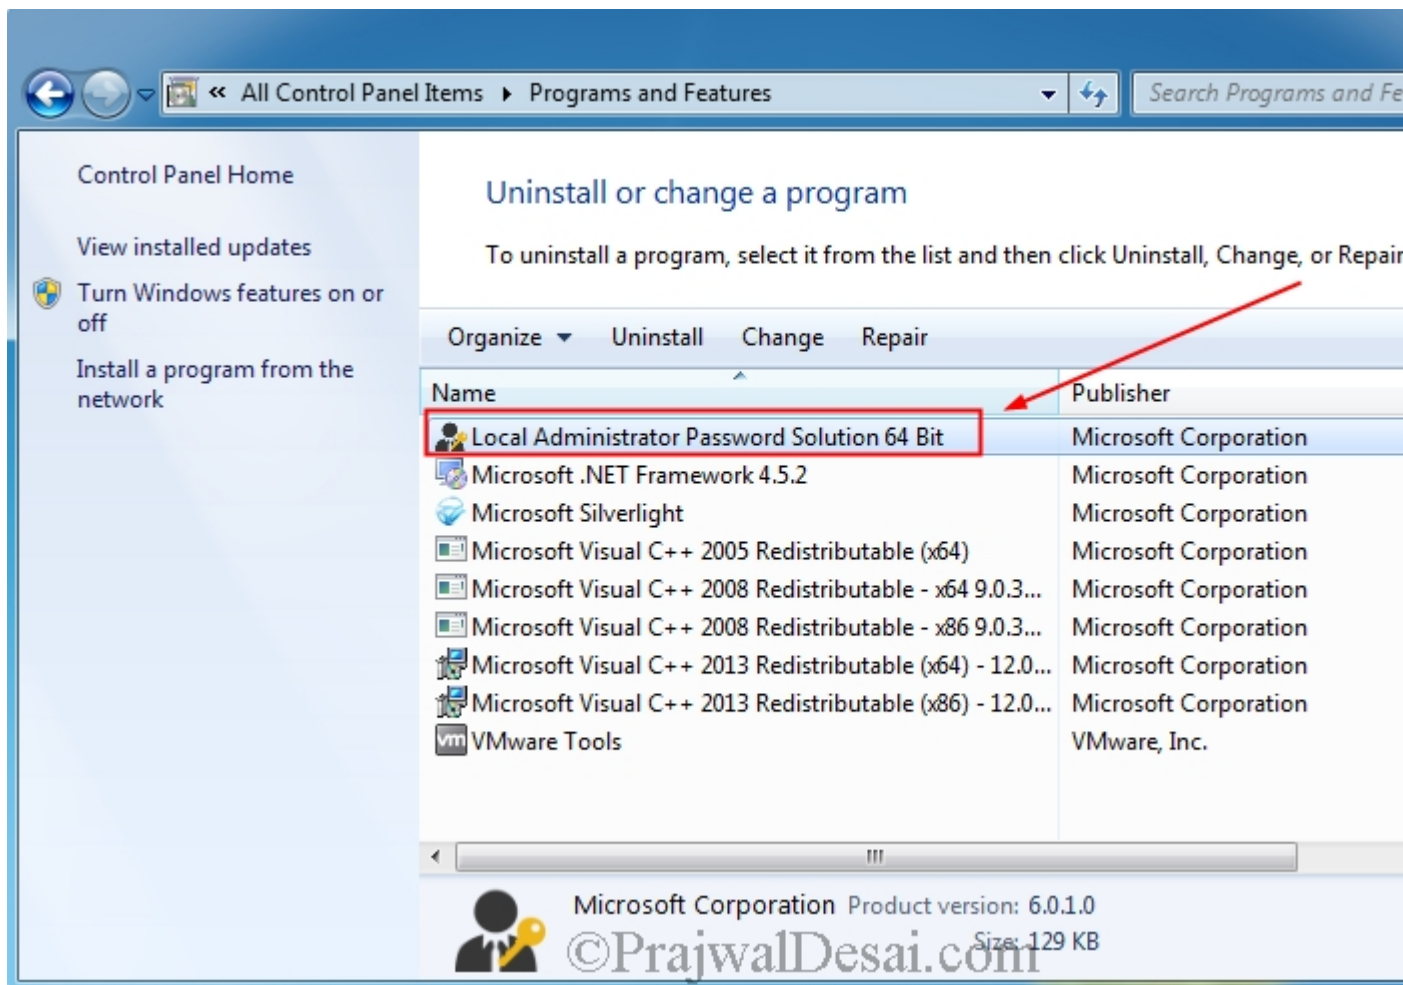 « All Control Panel Items Programs and Features Search Programs and Fe
Control Panel Home
View installed updates
Turn Windows features on or
off
Install a program from the
network
Uninstall or change a program
To uninstall a program, select it from the list and then click Uninstall, Change, or Repair
Organize Uninstall Change Repair
Name Publisher
Local Administrator Password Solution 64 Bit Microsoft Corporation
Microsoft .NET Framework 4.5.2 Microsoft Corporation
Microsoft Silverlight Microsoft Corporation
Microsoft Visual C++ 2005 Redistributable (x64) Microsoft Corporation
Microsoft Visual C++ 2008 Redistributable - x64 9.0.3... Microsoft Corporation
Microsoft Visual C++ 2008 Redistributable - x86 9.0.3... Microsoft Corporation
Microsoft Visual C++ 2013 Redistributable (x64) - 12.0... Microsoft Corporation
Microsoft Visual C++ 2013 Redistributable (x86) - 12.0... Microsoft Corporation
vm VMware Tools VMware, Inc.
Microsoft Corporation Product version: 6.0.1.0
Size: 129 KB
©PrajwalDesai.com